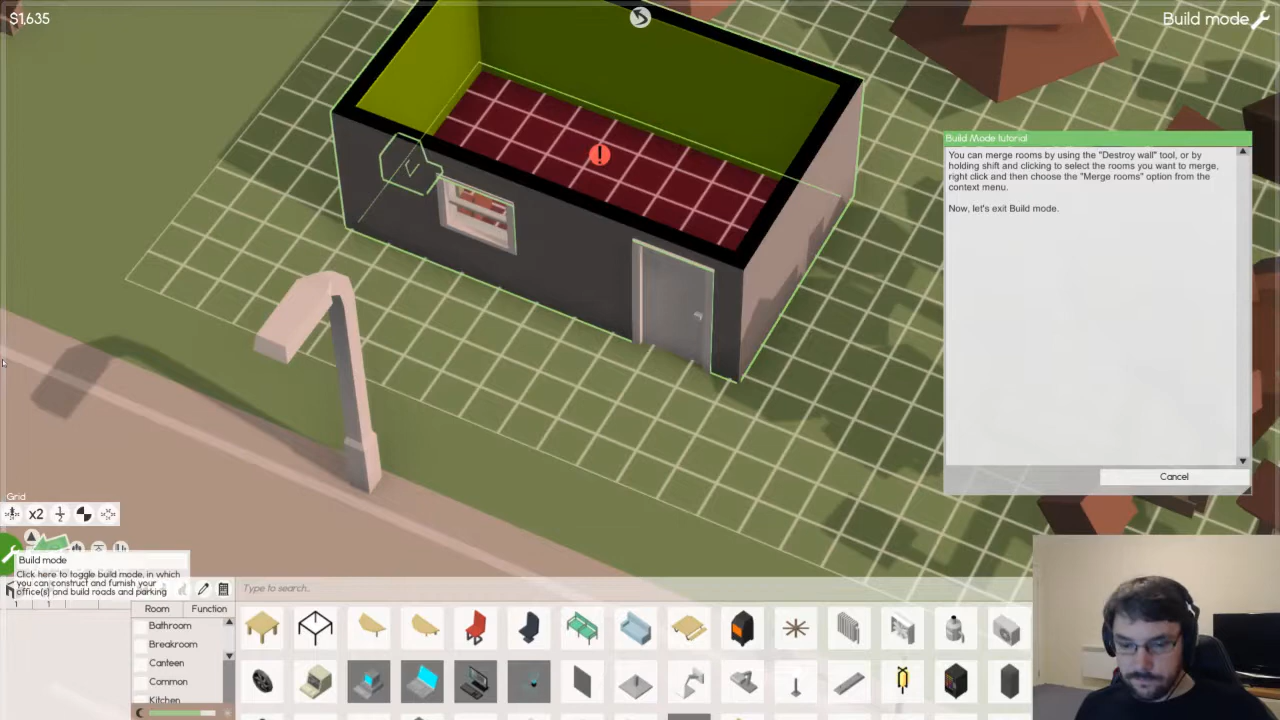 $1,635
Build mode
Build Mode tutorial
You can merge rooms by using the "Destroy wall" tool, or by
holding shift and clicking to select the rooms you want to merge,
right click and then choose the "Merge rooms" option from the
context menu.
Now, let's exit Build mode.
Cancel
Grid
x2
1
2
Build mode
Click here to toggle build mode, in which
you can construct and furnish your
office(s) and build roads and parking
Type to search..
1 1
Room Function
Bathroom
Breakroom
Canteen
Common
Kitchen